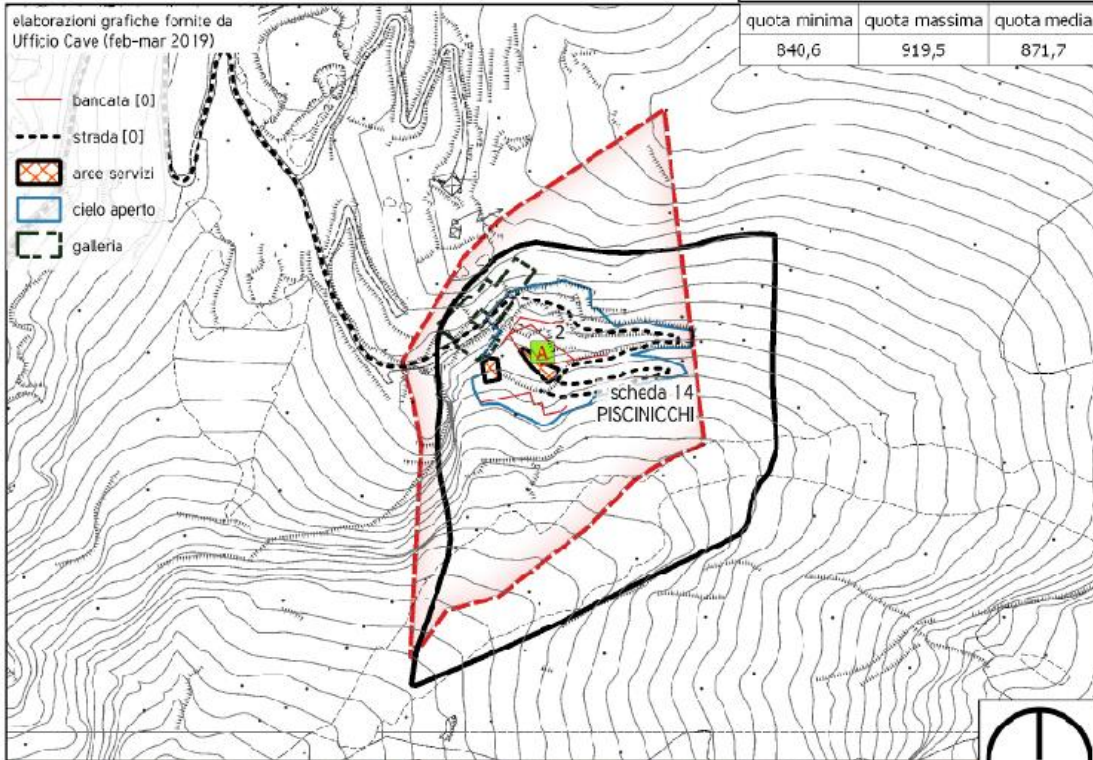 elaborazioni grafiche fornite da
Ufficio Cave (feb-mar 2019)
quota minima quota massima quota media
840,6 919,5 871,7
bancata [0]
strada [0]
aree servizi
cielo aperto
galleria
2
A
scheda 14
PISCINICCHI